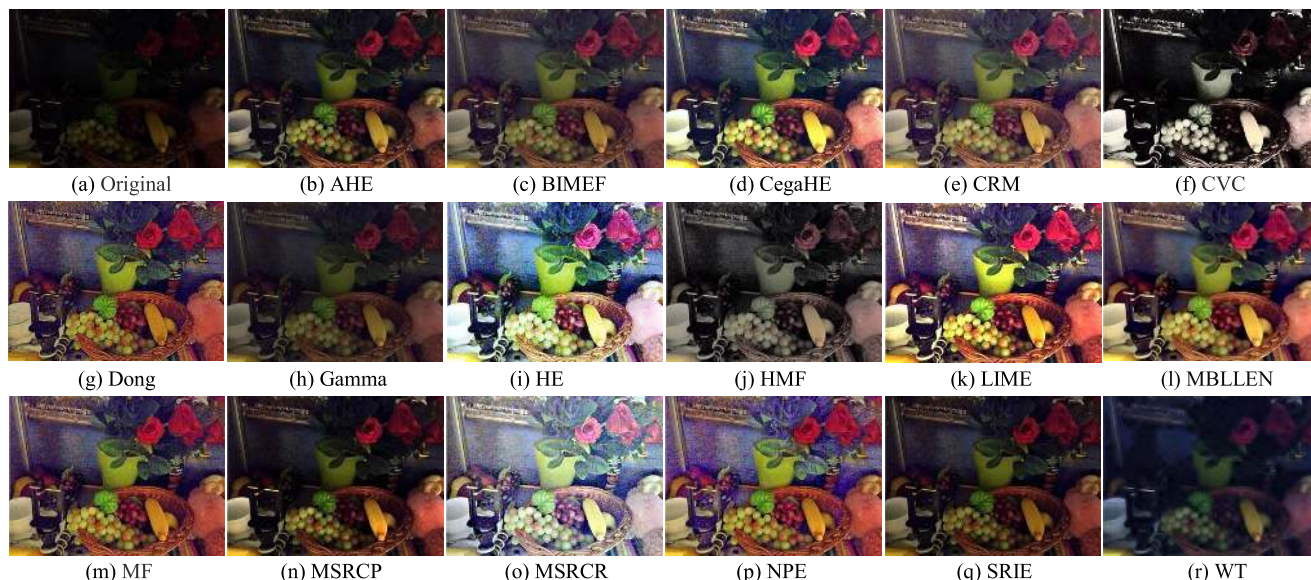 (a) Original (b) AHE (c) BIMEF (d) CegaHE (e) CRM (f) CVC
(g) Dong (h) Gamma (i) HE (j) HMF (k) LIME (l) MBLLEN
(m) MF (n) MSRCP (o) MSRCR (p) NPE (q) SRIE (r) WT